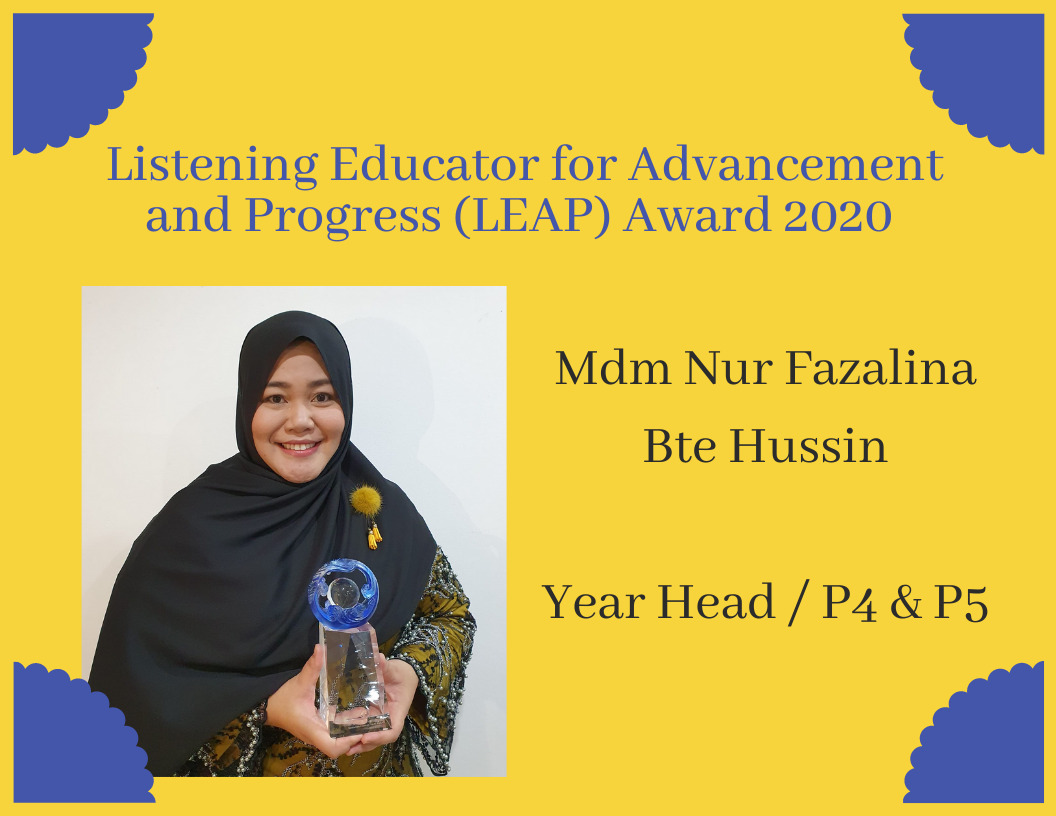 Listening Educator for Advancement
and Progress (LEAP) Award 2020
Mdm Nur Fazalina
Bte Hussin
Year Head / P4 & P5